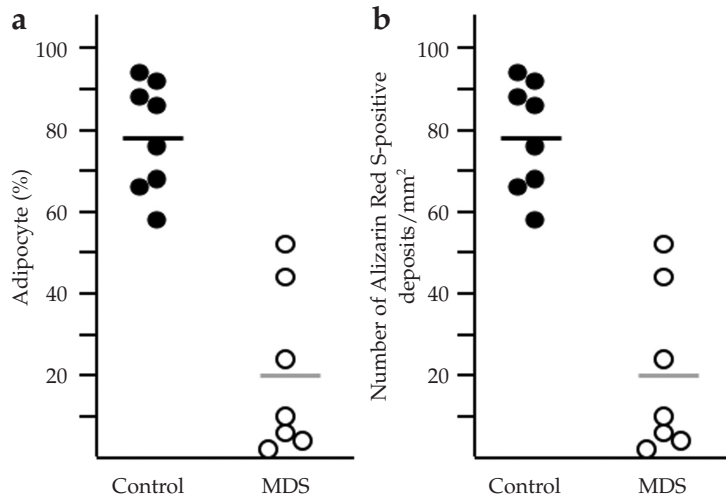 a
100
80
60
40
20
Adipocyte (%)
Control MDS
b
100
80
60
40
20
Number of Alizarin Red S-positive
deposits/mm²
Control MDS